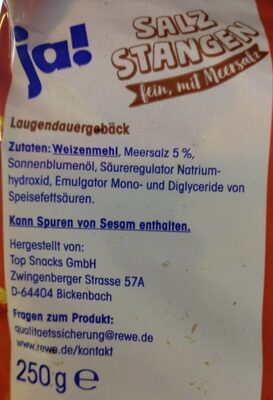 ja!
SALZ
STANGEN
fein, mit Meersalz
Laugendauergebäck
Zutaten: Weizenmehl, Meersalz 5 %,
Sonnenblumenöl, Säureregulator Natrium-
hydroxid, Emulgator Mono- und Diglyceride von
Speisefettsäuren.
Kann Spuren von Sesam enthalten.
Hergestellt von:
Top Snacks GmbH
Zwingenberger Strasse 57A
D-64404 Bickenbach
Fragen zum Produkt:
qualitaetssicherung@rewe.de
www.rewe.de/kontakt
250 g ℮